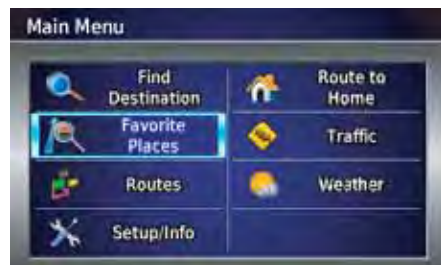 Main Menu
Find
Destination
Route to
Home
Favorite
Places
Traffic
Routes
Weather
Setup/Info